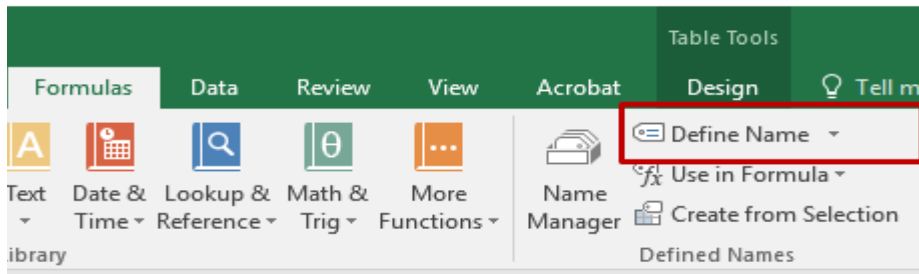 Table Tools
Formulas Data Review View Acrobat Design Tell m
A θ Define Name
fx Use in Formula
Text Date & Lookup & Math & More Name
Time Reference Trig Functions Manager Create from Selection
ibrary Defined Names